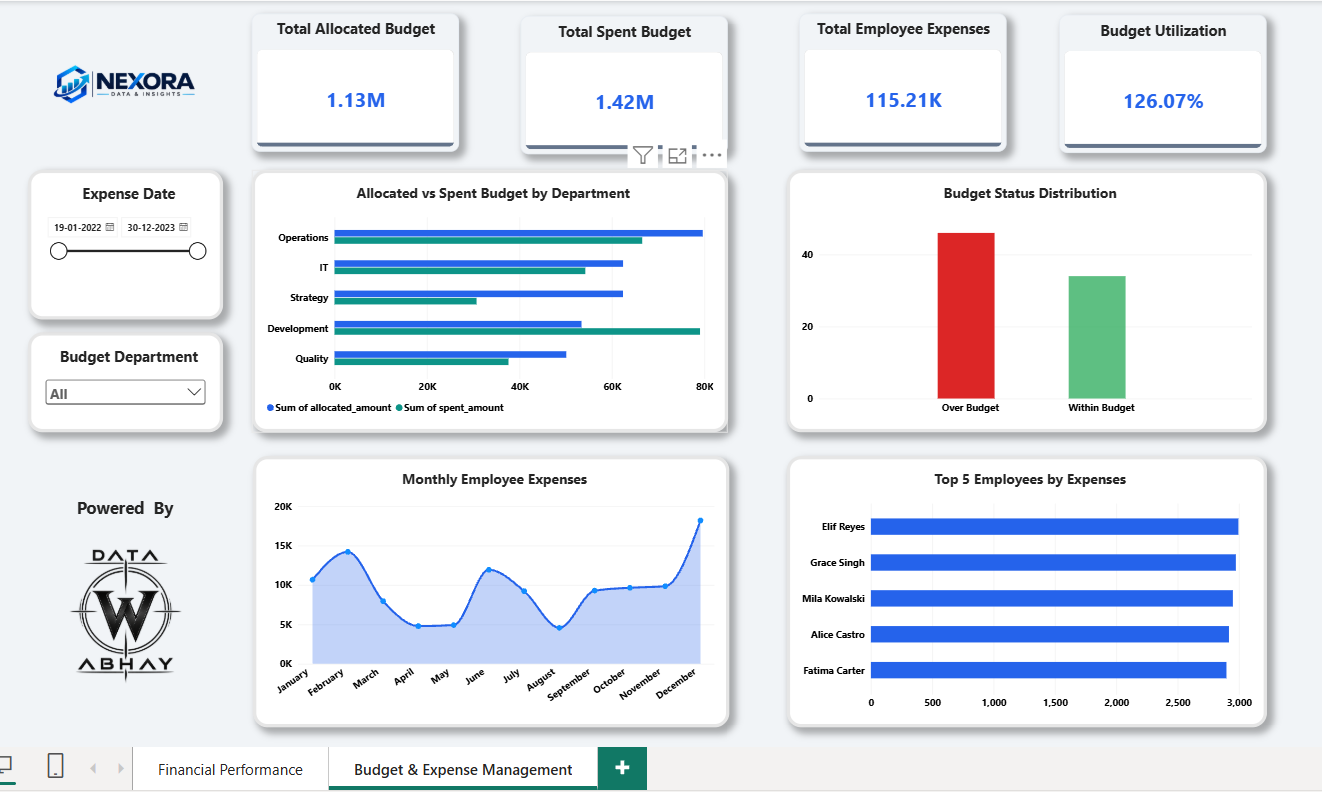 NEXORA
DATA & INSIGHTS
Total Allocated Budget
1.13M
Total Spent Budget
1.42M
Total Employee Expenses
115.21K
Budget Utilization
126.07%
Expense Date
19-01-2022
30-12-2023
Budget Department
All
Allocated vs Spent Budget by Department
Operations
IT
Strategy
Development
Quality
0K 20K 40K 60K 80K
Sum of allocated_amount Sum of spent_amount
Budget Status Distribution
40
20
0
Over Budget Within Budget
Powered By
DATA
W
ABHAY
Monthly Employee Expenses
20K
15K
10K
5K
0K
January February March April May June July August September October November December
Top 5 Employees by Expenses
Elif Reyes
Grace Singh
Mila Kowalski
Alice Castro
Fatima Carter
0 500 1,000 1,500 2,000 2,500 3,000
Financial Performance
Budget & Expense Management